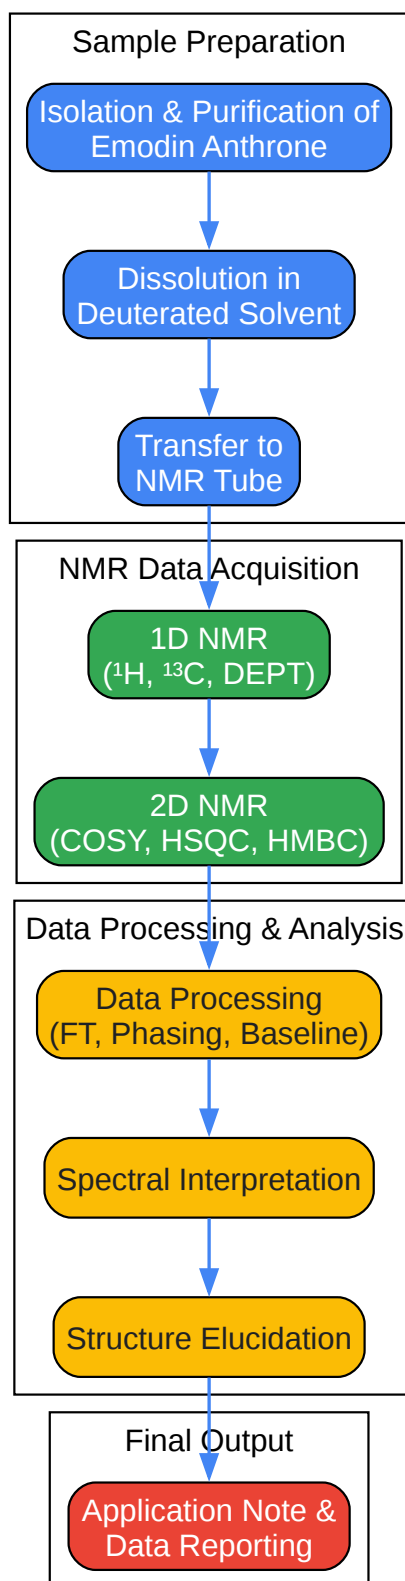 Sample Preparation
Isolation & Purification of
Emodin Anthrone
Dissolution in
Deuterated Solvent
Transfer to
NMR Tube
NMR Data Acquisition
1D NMR
(¹H, ¹³C, DEPT)
2D NMR
(COSY, HSQC, HMBC)
Data Processing & Analysis
Data Processing
(FT, Phasing, Baseline)
Spectral Interpretation
Structure Elucidation
Final Output
Application Note &
Data Reporting